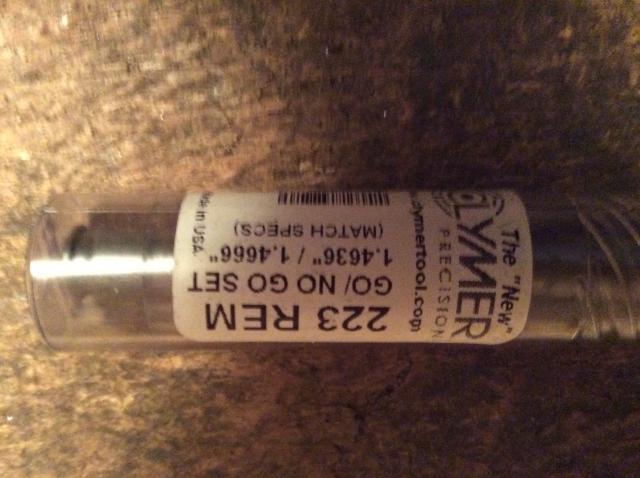 The "New"
CLYMER
PRECISION
clymertool.com
223 REM
GO/ NO GO SET
1.4636" / 1.4666"
(MATCH SPECS)
Made in USA.